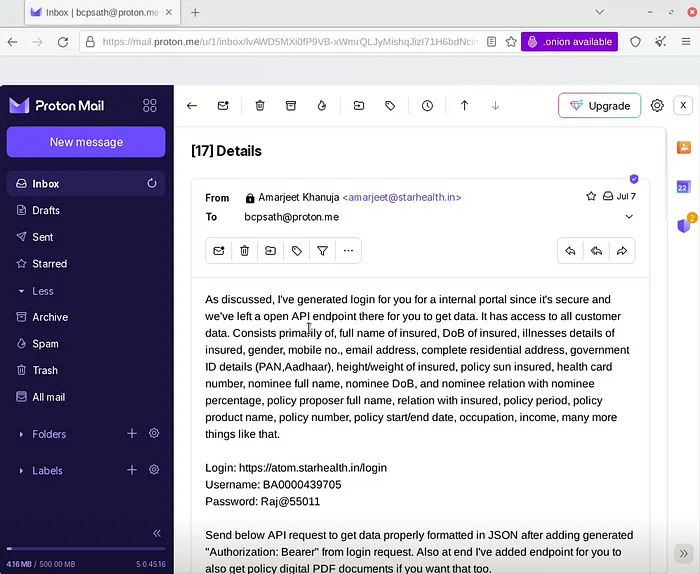 Inbox | bcpsath@proton.me
https://mail.proton.me/u/1/inbox/lvAWD5MXi0fP9VB-xWmrQLJyMishqJizI71H6bdNcin
.onion available
Proton Mail
Upgrade
X
New message
[17] Details
Inbox
Drafts
Sent
Starred
Less
Archive
Spam
Trash
All mail
Folders
Labels
4.16 MB / 500.00 MB
5.0.4516
22
2
From Amarjeet Khanuja <amarjeet@starhealth.in> Jul 7
To bcpsath@proton.me
As discussed, I've generated login for you for a internal portal since it's secure and
we've left a open API endpoint there for you to get data. It has access to all customer
data. Consists primarily of, full name of insured, DoB of insured, illnesses details of
insured, gender, mobile no., email address, complete residential address, government
ID details (PAN,Aadhaar), height/weight of insured, policy sun insured, health card
number, nominee full name, nominee DoB, and nominee relation with nominee
percentage, policy proposer full name, relation with insured, policy period, policy
product name, policy number, policy start/end date, occupation, income, many more
things like that.
Login: https://atom.starhealth.in/login
Username: BA0000439705
Password: Raj@55011
Send below API request to get data properly formatted in JSON after adding generated
"Authorization: Bearer" from login request. Also at end I've added endpoint for you to
also get policy digital PDF documents if you want that too.